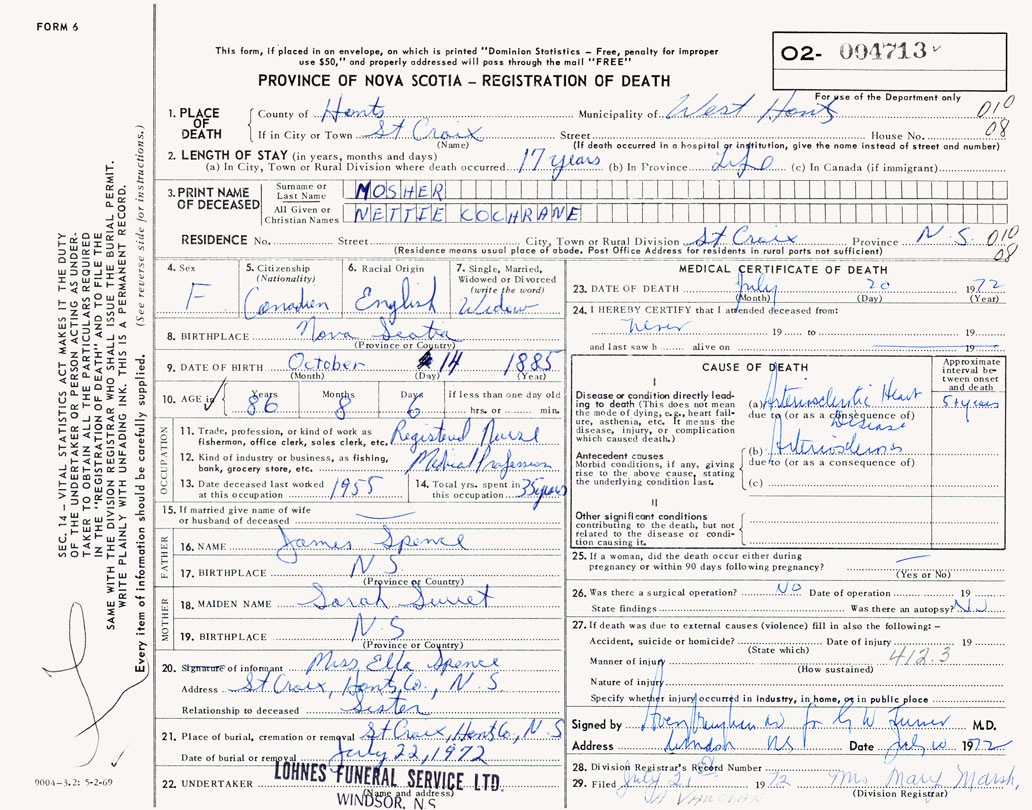 FORM 6
This form, if placed in an envelope, on which is printed "Dominion Statistics – Free, penalty for improper
use $50," and properly addressed will pass through the mail "FREE"
O2- 004713
PROVINCE OF NOVA SCOTIA – REGISTRATION OF DEATH
For use of the Department only
1. PLACE OF DEATH
County of Hants Municipality of West Hants 010
If in City or Town St Croix Street House No. 08
(Name) (If death occurred in a hospital or institution, give the name instead of street and number)
2. LENGTH OF STAY (in years, months and days)
(a) In City, Town or Rural Division where death occurred 17 years (b) In Province Life (c) In Canada (if immigrant)
3. PRINT NAME OF DECEASED
Surname or Last Name MOSHER
All Given or Christian Names NETTIE COCHRANE
RESIDENCE No. Street City, Town or Rural Division St Croix Province N.S. 010
(Residence means usual place of abode. Post Office Address for residents in rural parts not sufficient) 08
4. Sex F
5. Citizenship (Nationality) Canadien
6. Racial Origin English
7. Single, Married, Widowed or Divorced (write the word) Widow
8. BIRTHPLACE Nova Scotia
(Province or Country)
9. DATE OF BIRTH October 14 1885
(Month) (Day) (Year)
10. AGE in Years Months Days If less than one day old
86 8 6 hrs. or min.
OCCUPATION
11. Trade, profession, or kind of work as
fisherman, office clerk, sales clerk, etc. Registered Nurse
12. Kind of industry or business, as fishing,
bank, grocery store, etc. Medical Profession
13. Date deceased last worked
at this occupation 1955
14. Total yrs. spent in
this occupation 35 years
15. If married give name of wife
or husband of deceased
FATHER
16. NAME James Spence
17. BIRTHPLACE N S
(Province or Country)
MOTHER
18. MAIDEN NAME Sarah
19. BIRTHPLACE N. S
(Province or Country)
20. Signature of informant Miss Ella Spence
Address St Croix, Hants Co., N S.
Relationship to deceased Sister
21. Place of burial, cremation or removal St Croix, Hants Co., N. S
Date of burial or removal July 22, 1972
22. UNDERTAKER LOHNES FUNERAL SERVICE LTD.
(Name and address)
WINDSOR, N.S.
MEDICAL CERTIFICATE OF DEATH
23. DATE OF DEATH July 20 1972
(Month) (Day) (Year)
24. I HEREBY CERTIFY that I attended deceased from:
never 19 to 19
and last saw h alive on 19
CAUSE OF DEATH
Approximate interval between onset and death
I
Disease or condition directly leading to death (This does not mean the mode of dying, e.g., heart failure, asthenia, etc. It means the disease, injury, or complication which caused death.)
(a) Arteriosclerotic Heart 5+ years
due to (or as a consequence of)
Disease
Antecedent causes
Morbid conditions, if any, giving rise to the above cause, stating the underlying condition last.
(b) Arteriosclerosis
due to (or as a consequence of)
(c)
II
Other significant conditions
contributing to the death, but not related to the disease or condition causing it.
25. If a woman, did the death occur either during
pregnancy or within 90 days following pregnancy?
(Yes or No)
26. Was there a surgical operation? NO Date of operation 19
State findings Was there an autopsy? NO
27. If death was due to external causes (violence) fill in also the following: –
Accident, suicide or homicide? Date of injury 19
(State which) 412.3
Manner of injury
(How sustained)
Nature of injury
Specify whether injury occurred in industry, in home, or in public place
Signed by for G W Turner M.D.
Address Windsor NS Date July 1972
28. Division Registrar's Record Number
29. Filed July 21 1972 Mrs Mary Marsh,
(Division Registrar)
VAUGHAN
SEC. 14 – VITAL STATISTICS ACT MAKES IT THE DUTY
OF THE UNDERTAKER OR PERSON ACTING AS UNDER-
TAKER TO OBTAIN ALL THE PARTICULARS REQUIRED
IN THE "REGISTRATION OF DEATH" AND TO FILE THE
SAME WITH THE DIVISION REGISTRAR WHO SHALL ISSUE THE BURIAL PERMIT.
WRITE PLAINLY WITH UNFADING INK. THIS IS A PERMANENT RECORD.
Every item of information should be carefully supplied. (See reverse side for instructions.)
9004-3.2: 5-2-69